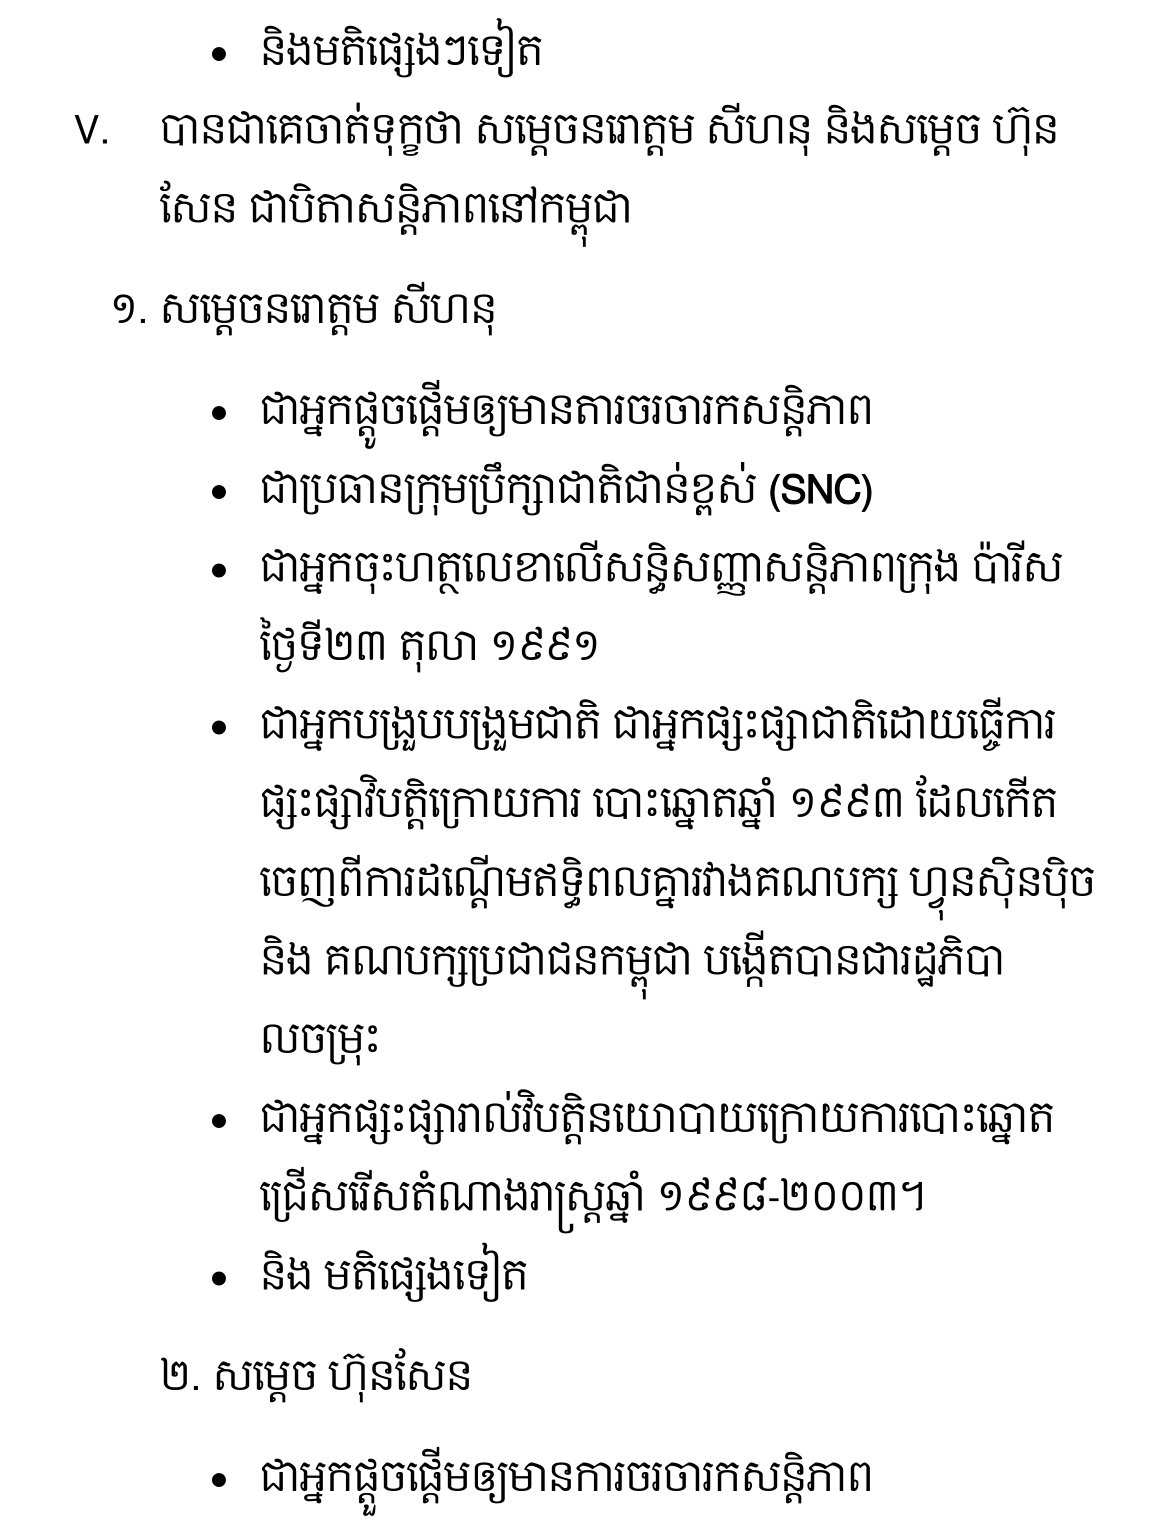 • និងមតិផ្សេងៗទៀត
V. បានជាគេចាត់ទុក្ខថា សម្ដេចនរោត្តម សីហនុ និងសម្ដេច ហ៊ុន
សែន ជាបិតាសន្តិភាពនៅកម្ពុជា
១. សម្ដេចនរោត្តម សីហនុ
• ជាអ្នកផ្ដូចផ្ដើមឲ្យមានតារចរចារកសន្តិភាព
• ជាប្រធានក្រុមប្រឹក្សាជាតិជាន់ខ្ពស់ (SNC)
• ជាអ្នកចុះហត្ថលេខាលើសន្ធិសញ្ញាសន្តិភាពក្រុង ប៉ារីស
ថ្ងៃទី២៣ តុលា ១៩៩១
• ជាអ្នកបង្រួបបង្រួមជាតិ ជាអ្នកផ្សះផ្សាជាតិដោយធ្វើការ
ផ្សះផ្សាវិបត្តិក្រោយការ បោះឆ្នោតឆ្នាំ ១៩៩៣ ដែលកើត
ចេញពីការដណ្ដើមឥទ្ធិពលគ្នារវាងគណបក្ស ហ្វុនស៊ិនប៉ិច
និង គណបក្សប្រជាជនកម្ពុជា បង្កើតបានជារដ្ឋភិបា
លចម្រុះ
• ជាអ្នកផ្សះផ្សារាល់វិបត្តិនយោបាយក្រោយការបោះឆ្នោត
ជ្រើសរើសតំណាងរាស្ត្រឆ្នាំ ១៩៩៨-២០០៣។
• និង មតិផ្សេងទៀត
២. សម្ដេច ហ៊ុនសែន
• ជាអ្នកផ្ដួចផ្ដើមឲ្យមានការចរចារកសន្តិភាព